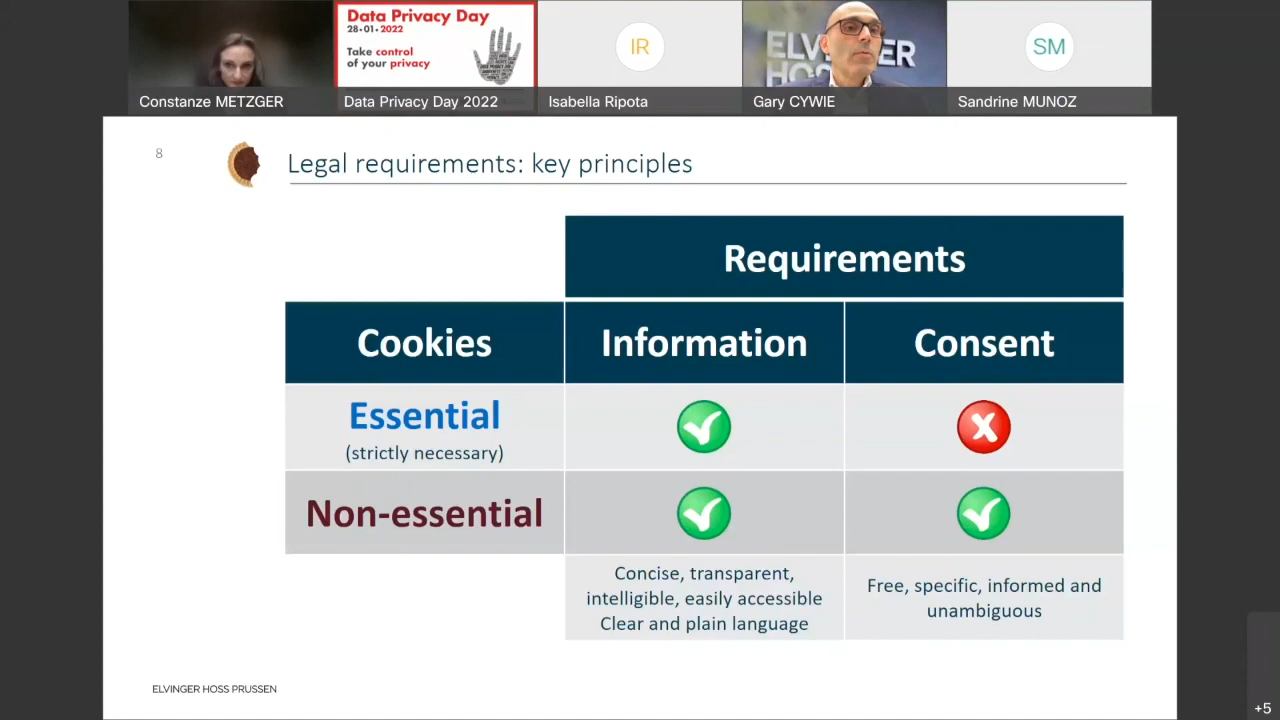 Data Privacy Day
28·01·2022
Take control
of your privacy
IR
ELVINGER
HOSS
SM
Constanze METZGER
Data Privacy Day 2022
Isabella Ripota
Gary CYWIE
Sandrine MUNOZ
8
Legal requirements: key principles
Requirements
Cookies
Information
Consent
Essential
(strictly necessary)
Non-essential
Concise, transparent,
intelligible, easily accessible
Clear and plain language
Free, specific, informed and
unambiguous
ELVINGER HOSS PRUSSEN
+5